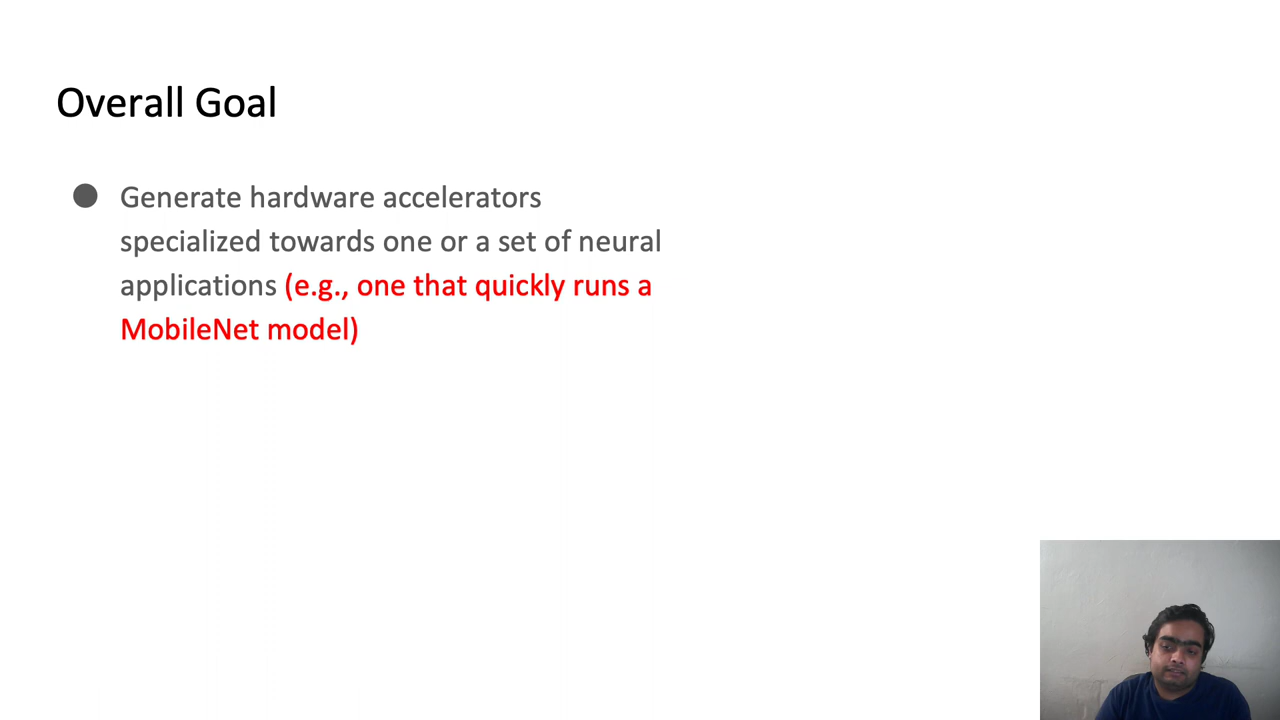 Overall Goal
● Generate hardware accelerators
specialized towards one or a set of neural
applications (e.g., one that quickly runs a
MobileNet model)